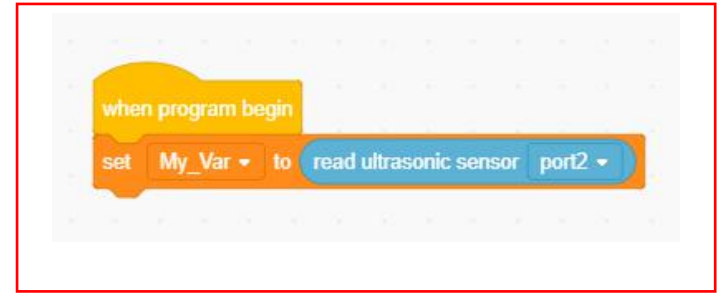 when program begin
set My_Var to read ultrasonic sensor port2